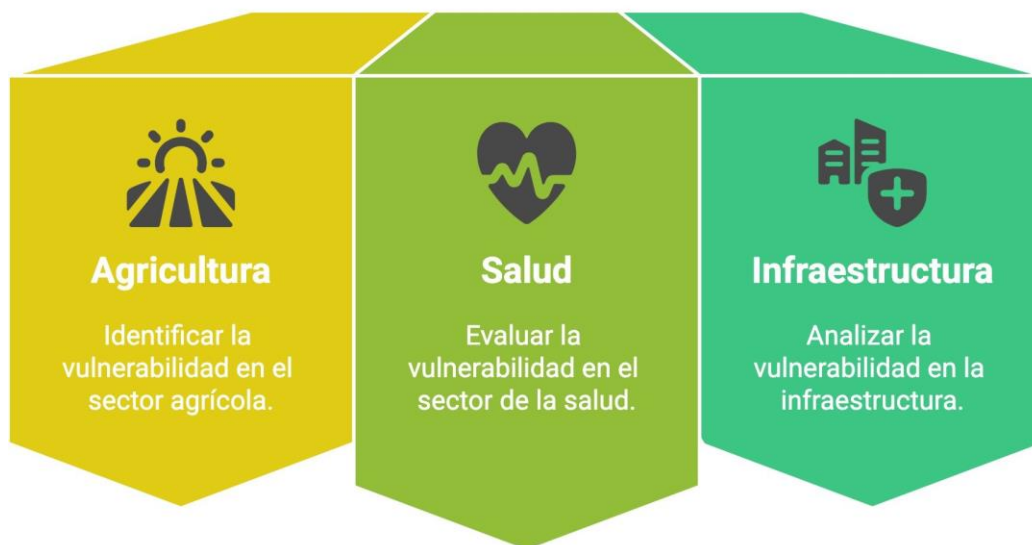 Agricultura
Identificar la
vulnerabilidad en el
sector agrícola.
Salud
Evaluar la
vulnerabilidad en el
sector de la salud.
Infraestructura
Analizar la
vulnerabilidad en la
infraestructura.